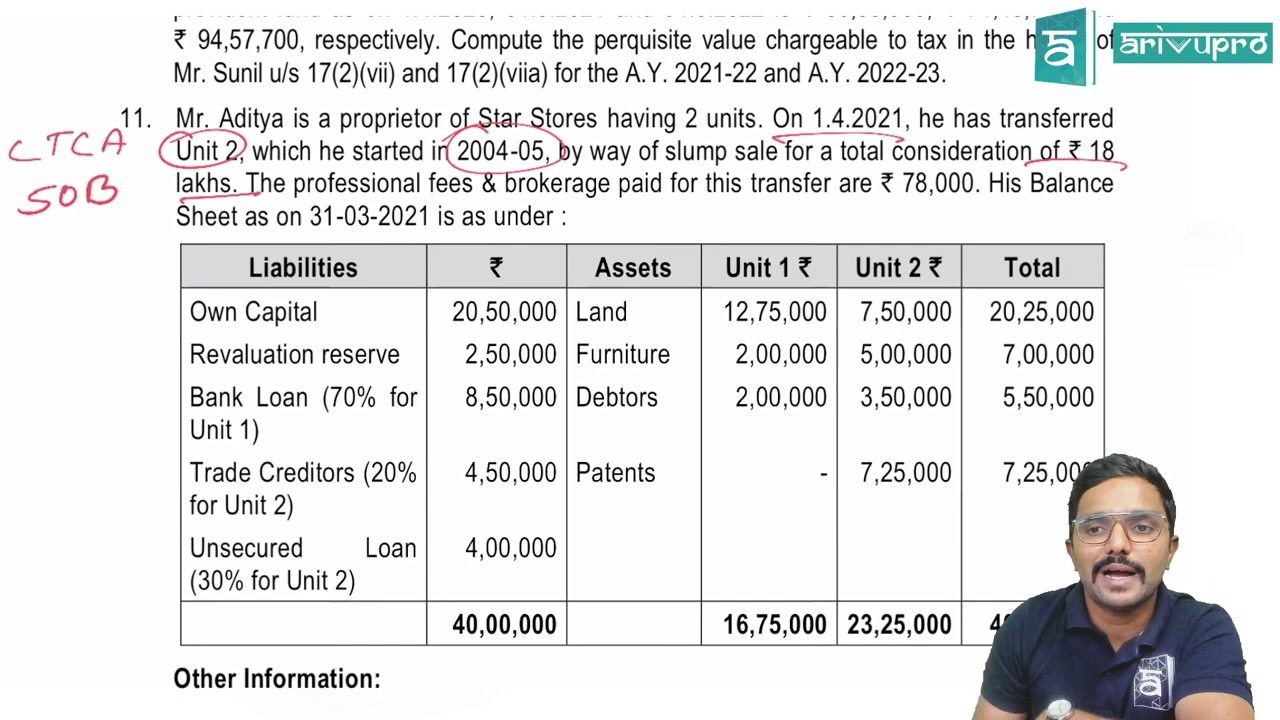 ₹ 94,57,700, respectively. Compute the perquisite value chargeable to tax in the of
Mr. Sunil u/s 17(2)(vii) and 17(2)(viia) for the A.Y. 2021-22 and A.Y. 2022-23.
arivupro
11. Mr. Aditya is a proprietor of Star Stores having 2 units. On 1.4.2021, he has transferred
Unit 2, which he started in 2004-05, by way of slump sale for a total consideration of ₹ 18
lakhs. The professional fees & brokerage paid for this transfer are ₹ 78,000. His Balance
Sheet as on 31-03-2021 is as under :
CTCA
SOB
Liabilities ₹ Assets Unit 1 ₹ Unit 2 ₹ Total
Own Capital 20,50,000 Land 12,75,000 7,50,000 20,25,000
Revaluation reserve 2,50,000 Furniture 2,00,000 5,00,000 7,00,000
Bank Loan (70% for 8,50,000 Debtors 2,00,000 3,50,000 5,50,000
Unit 1)
Trade Creditors (20% 4,50,000 Patents - 7,25,000
for Unit 2)
Unsecured Loan 4,00,000
(30% for Unit 2)
40,00,000 16,75,000 23,25,000
Other Information: